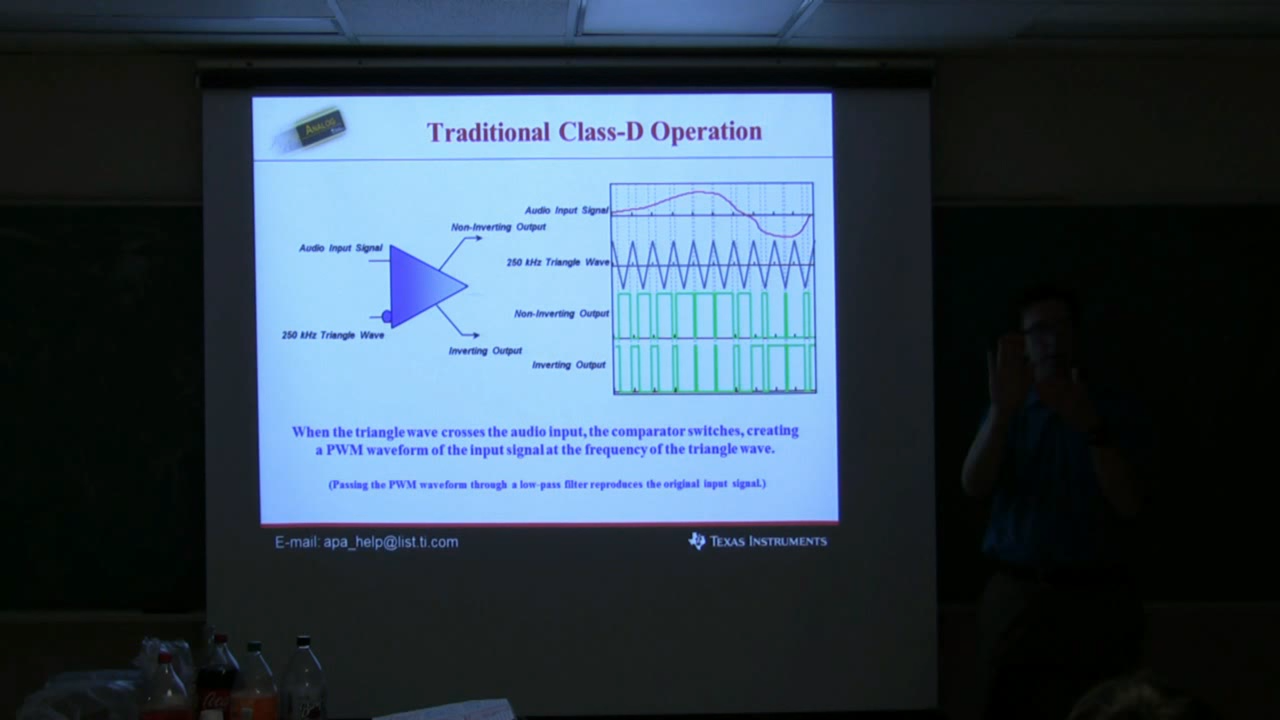 ANALOG
Traditional Class-D Operation
Audio Input Signal
Non-Inverting Output
Audio Input Signal
250 kHz Triangle Wave
Non-Inverting Output
250 kHz Triangle Wave
Inverting Output
Inverting Output
When the triangle wave crosses the audio input, the comparator switches, creating
a PWM waveform of the input signal at the frequency of the triangle wave.
(Passing the PWM waveform through a low-pass filter reproduces the original input signal.)
E-mail: apa_help@list.ti.com
TEXAS INSTRUMENTS